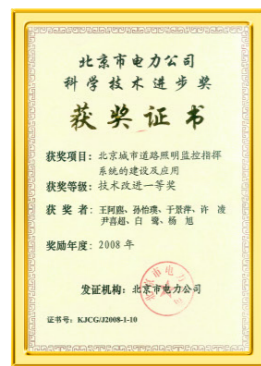 北京市电力公司
科学技术进步奖
获奖证书
获奖项目：北京城市道路照明监控指挥
系统的建设及应用
获奖等级：技术改进一等奖
获 奖 者：王阿囡、孙怡璞、于景萍、许 凌
尹喜超、白 鹭、杨 旭
奖励年度：2008 年
发证机构：北京市电力公司
证书号：KJCG/J2008-1-10